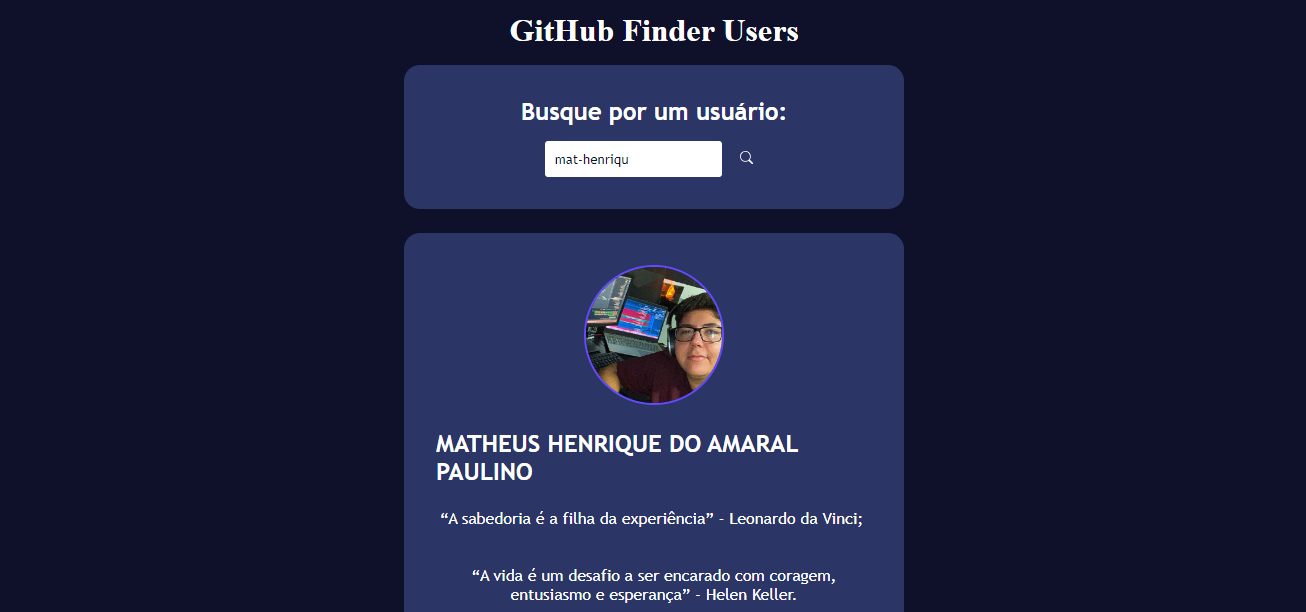 GitHub Finder Users
Busque por um usuário:
mat-henriqu
MATHEUS HENRIQUE DO AMARAL
PAULINO
“A sabedoria é a filha da experiência” - Leonardo da Vinci;
“A vida é um desafio a ser encarado com coragem,
entusiasmo e esperança” - Helen Keller.